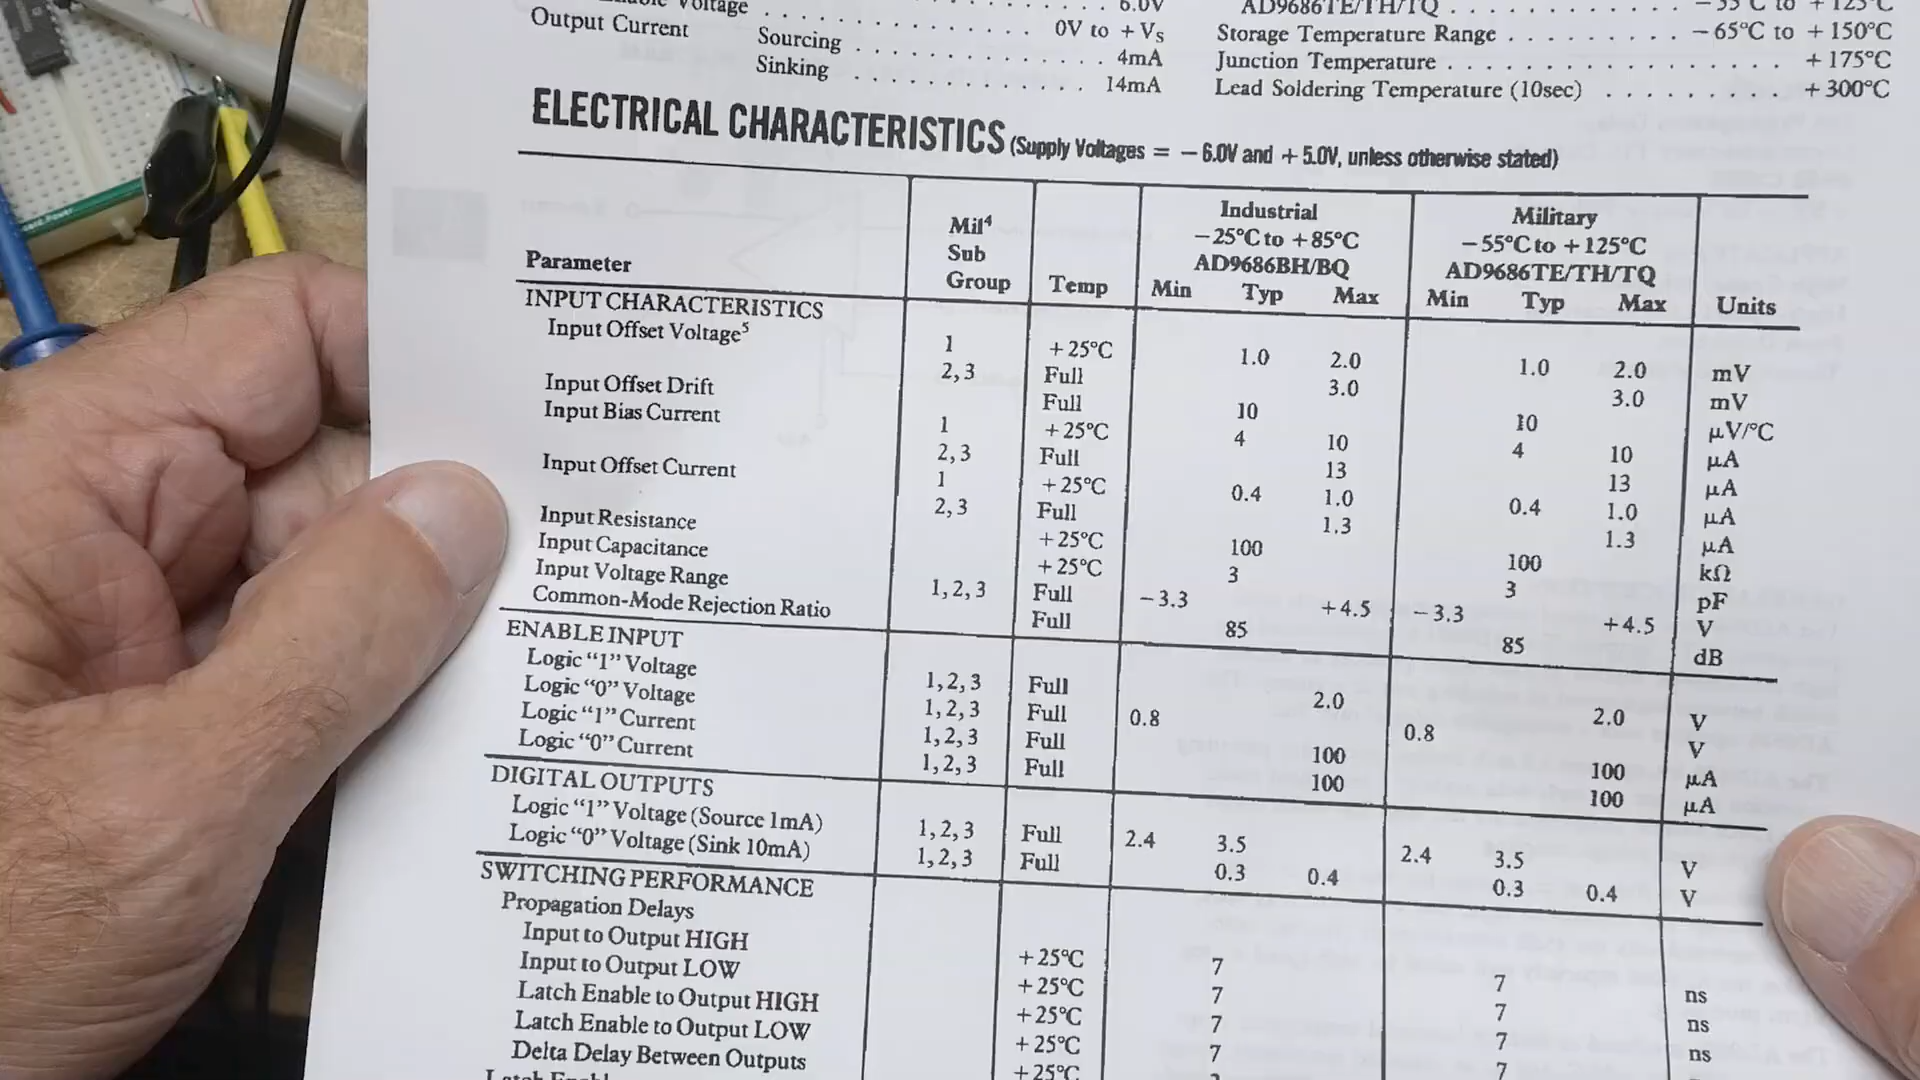 Voltage . . . . . . . . . . . . 6.0V
Output Current 0V to + VS
Sourcing . . . . . . . . . . . 4mA
Sinking . . . . . . . . . . 14mA
AD9686TE/TH/TQ . . . . . . . . . . . − 55°C to + 125°C
Storage Temperature Range . . . . . . . . . − 65°C to + 150°C
Junction Temperature . . . . . . . . . . . . . . . + 175°C
Lead Soldering Temperature (10sec) . . . . . . . . + 300°C
ELECTRICAL CHARACTERISTICS (Supply Voltages = − 6.0V and + 5.0V, unless otherwise stated)
Industrial Military
Mil⁴ − 25°C to + 85°C − 55°C to + 125°C
Sub AD9686BH/BQ AD9686TE/TH/TQ
Parameter Group Temp Min Typ Max Min Typ Max Units
INPUT CHARACTERISTICS
Input Offset Voltage⁵ 1 + 25°C 1.0 2.0 1.0 2.0 mV
2, 3 Full 3.0 3.0 mV
Input Offset Drift Full 10 10 μV/°C
Input Bias Current 1 + 25°C 4 10 4 10 μA
2, 3 Full 13 13 μA
Input Offset Current 1 + 25°C 0.4 1.0 0.4 1.0 μA
2, 3 Full 1.3 1.3 μA
Input Resistance + 25°C 100 100 kΩ
Input Capacitance + 25°C 3 3 pF
Input Voltage Range 1, 2, 3 Full − 3.3 + 4.5 − 3.3 + 4.5 V
Common-Mode Rejection Ratio Full 85 85 dB
ENABLE INPUT
Logic “1” Voltage 1, 2, 3 Full 2.0 2.0 V
Logic “0” Voltage 1, 2, 3 Full 0.8 0.8 V
Logic “1” Current 1, 2, 3 Full 100 100 μA
Logic “0” Current 1, 2, 3 Full 100 100 μA
DIGITAL OUTPUTS
Logic “1” Voltage (Source 1mA) 1, 2, 3 Full 2.4 3.5 2.4 3.5 V
Logic “0” Voltage (Sink 10mA) 1, 2, 3 Full 0.3 0.4 0.3 0.4 V
SWITCHING PERFORMANCE
Propagation Delays
Input to Output HIGH + 25°C 7 7 ns
Input to Output LOW + 25°C 7 7 ns
Latch Enable to Output HIGH + 25°C 7 7 ns
Latch Enable to Output LOW + 25°C 7 7
Delta Delay Between Outputs + 25°C